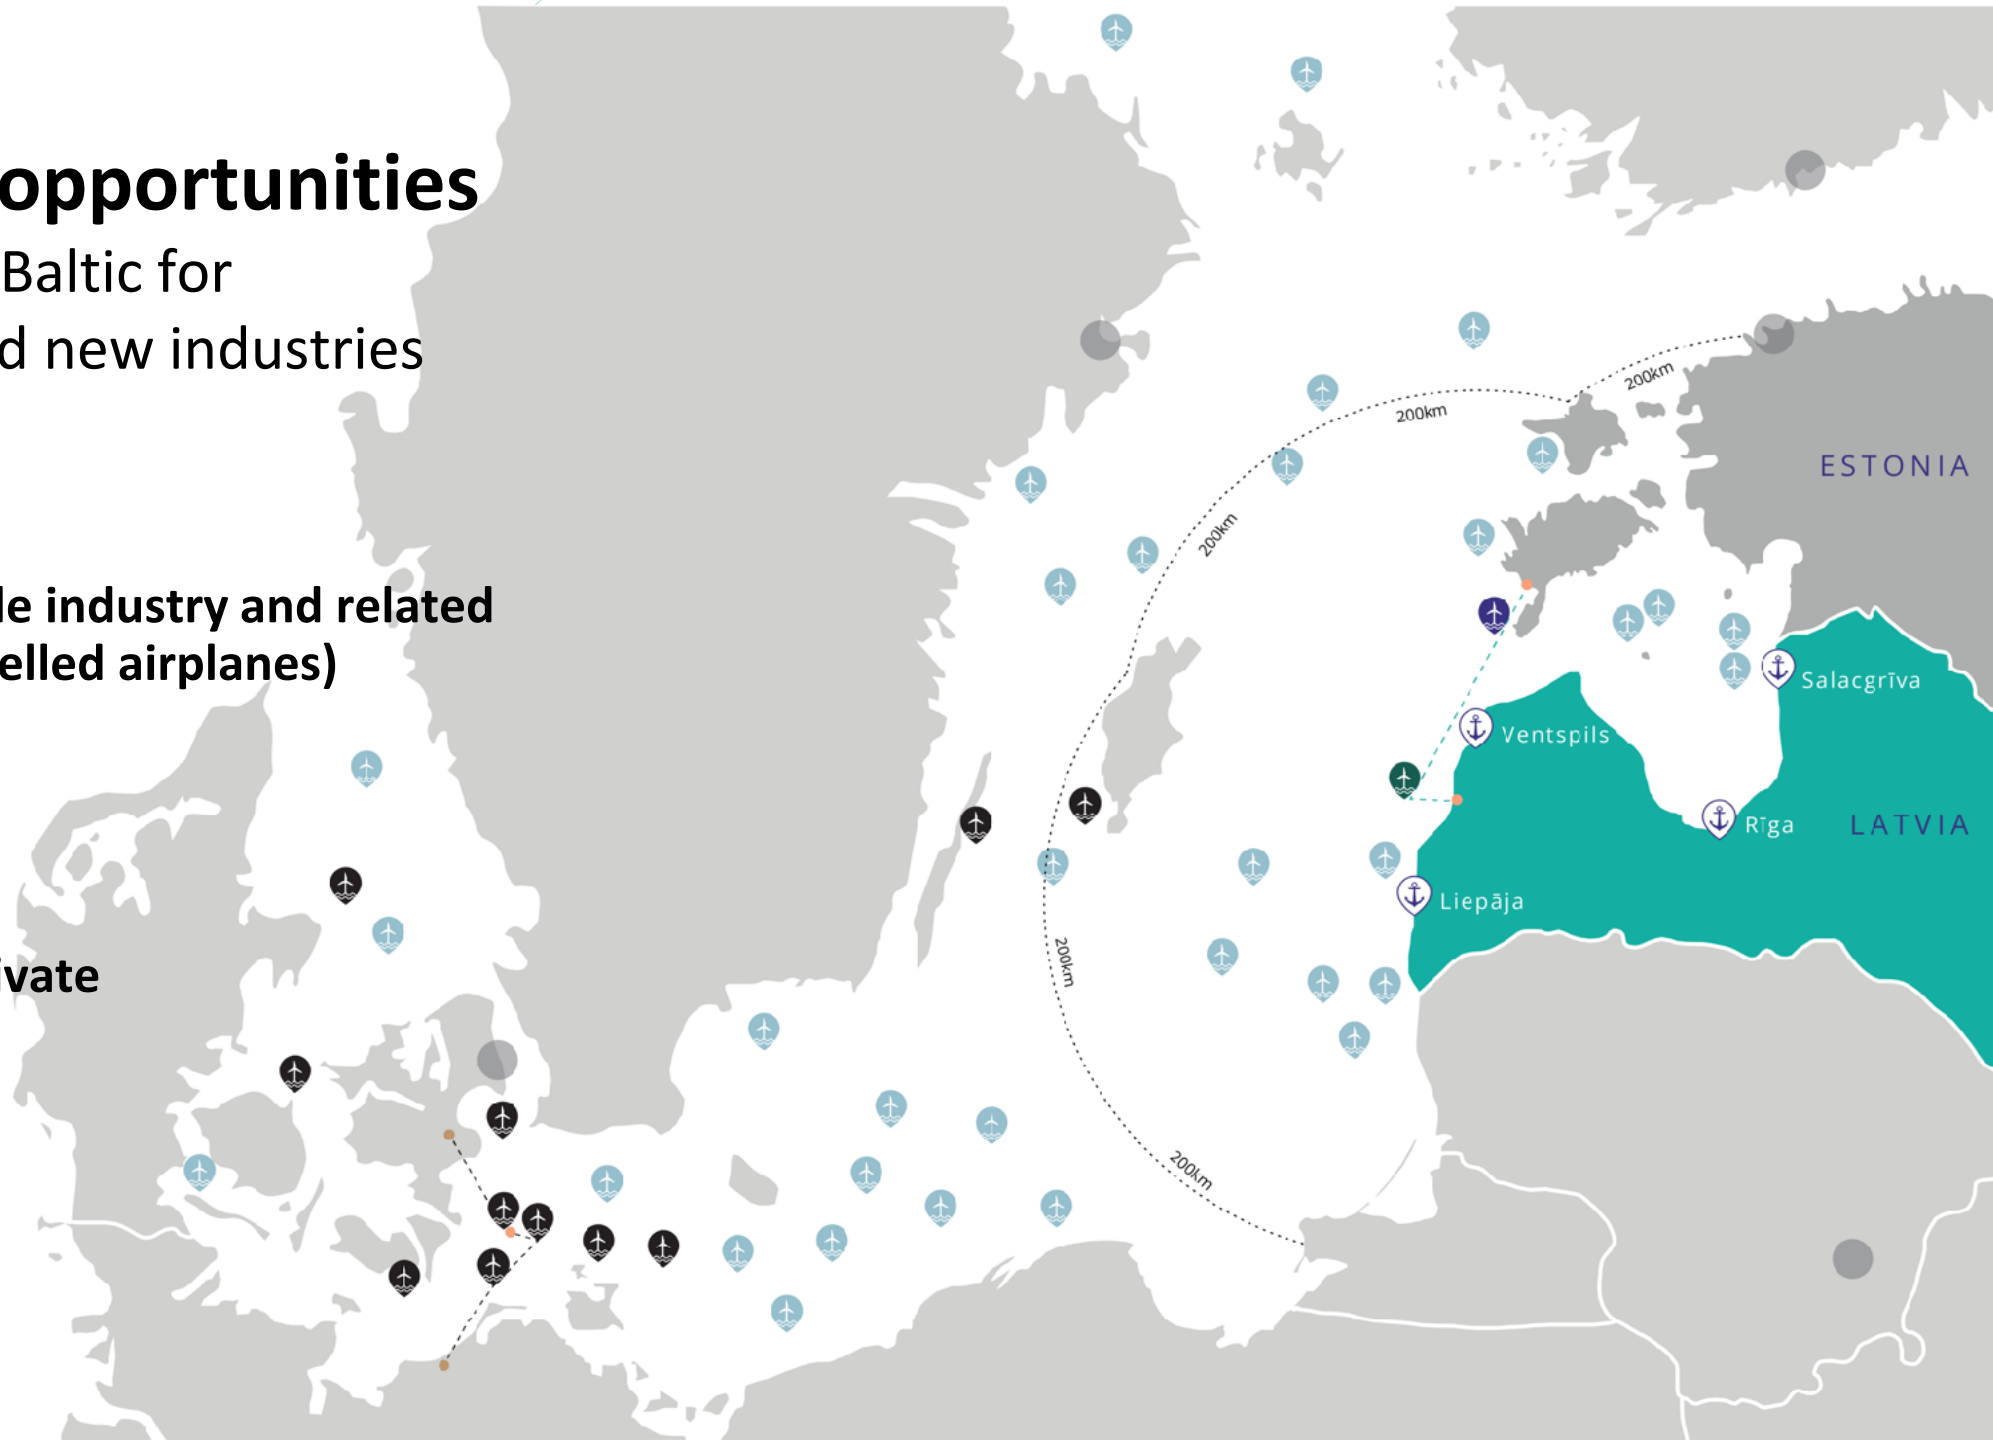 opportunities
Baltic for
d new industries
le industry and related
elled airplanes)
ivate
200km
200km
200km
200km
200km
ESTONIA
Salacgrīva
Ventspils
Rīga
LATVIA
Liepāja